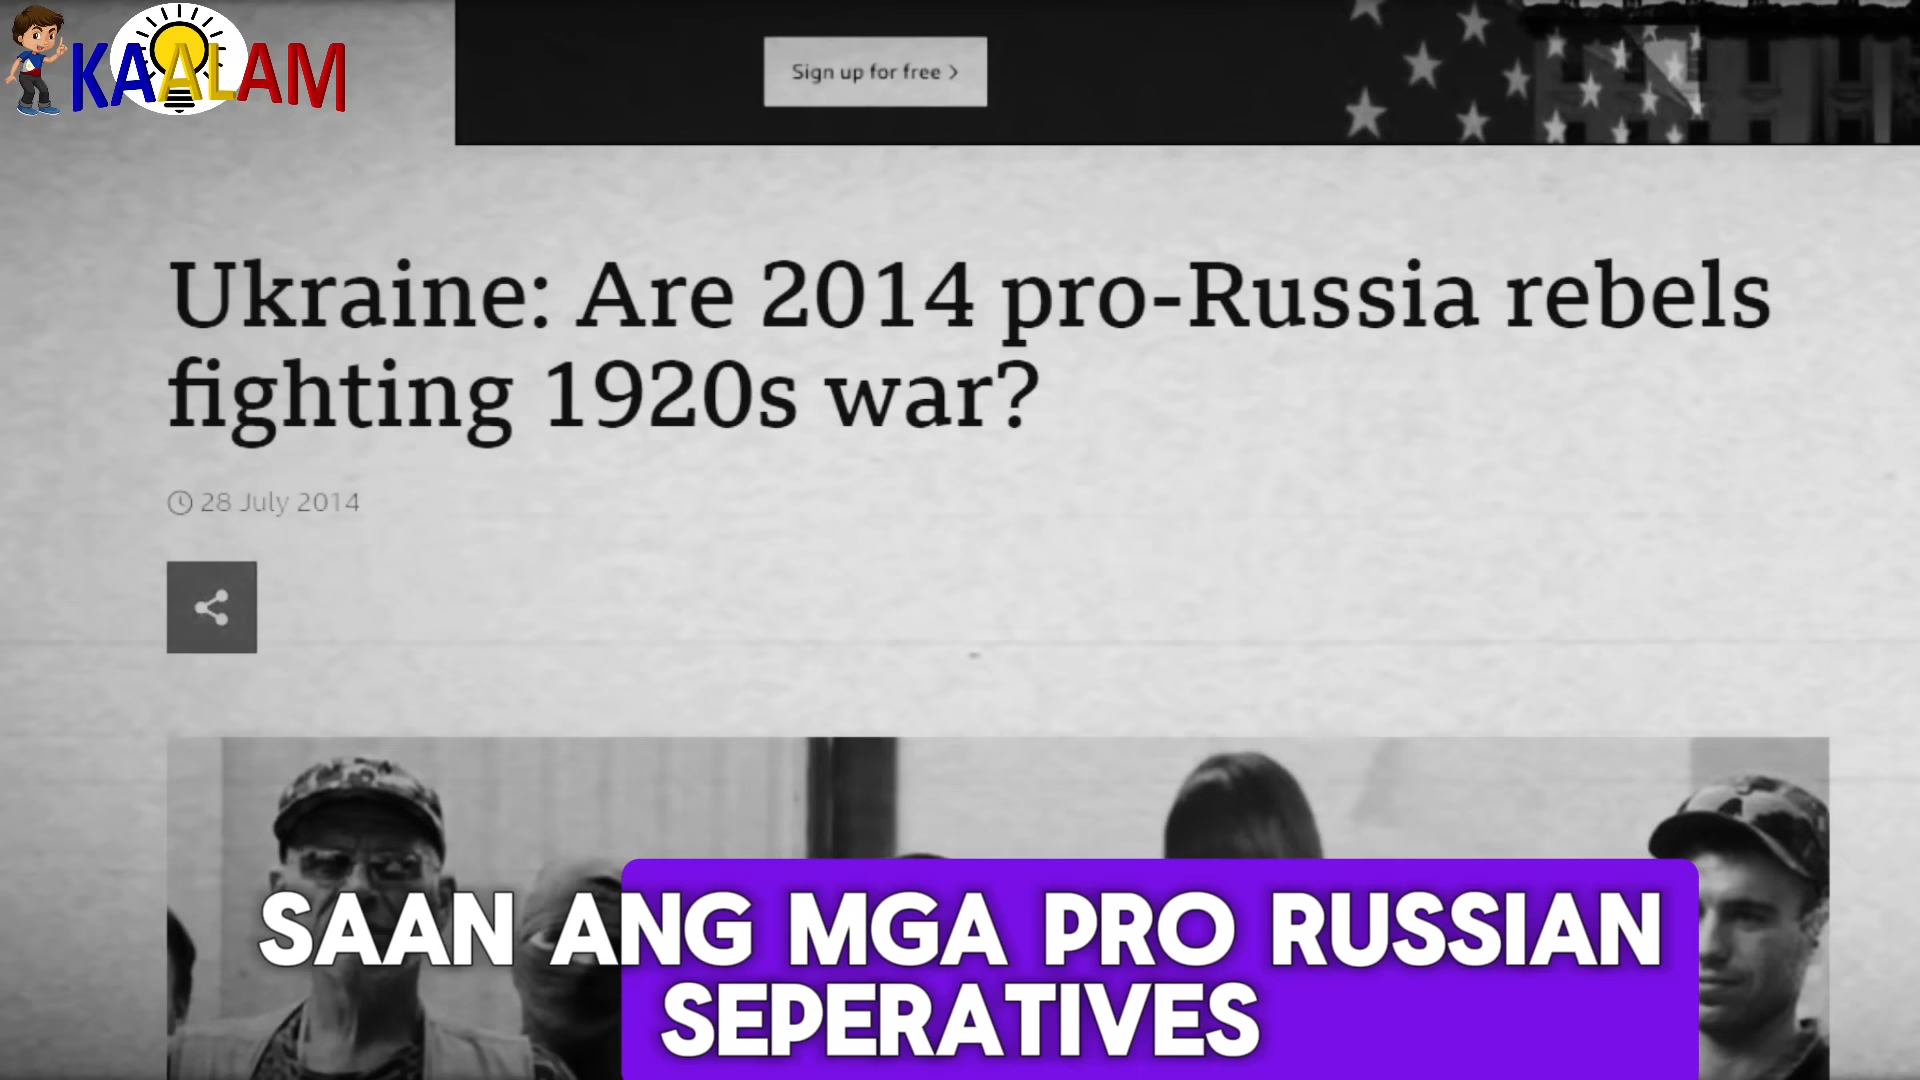 KAALAM
Sign up for free >
Ukraine: Are 2014 pro-Russia rebels
fighting 1920s war?
28 July 2014
SAAN ANG MGA PRO RUSSIAN
SEPERATIVES